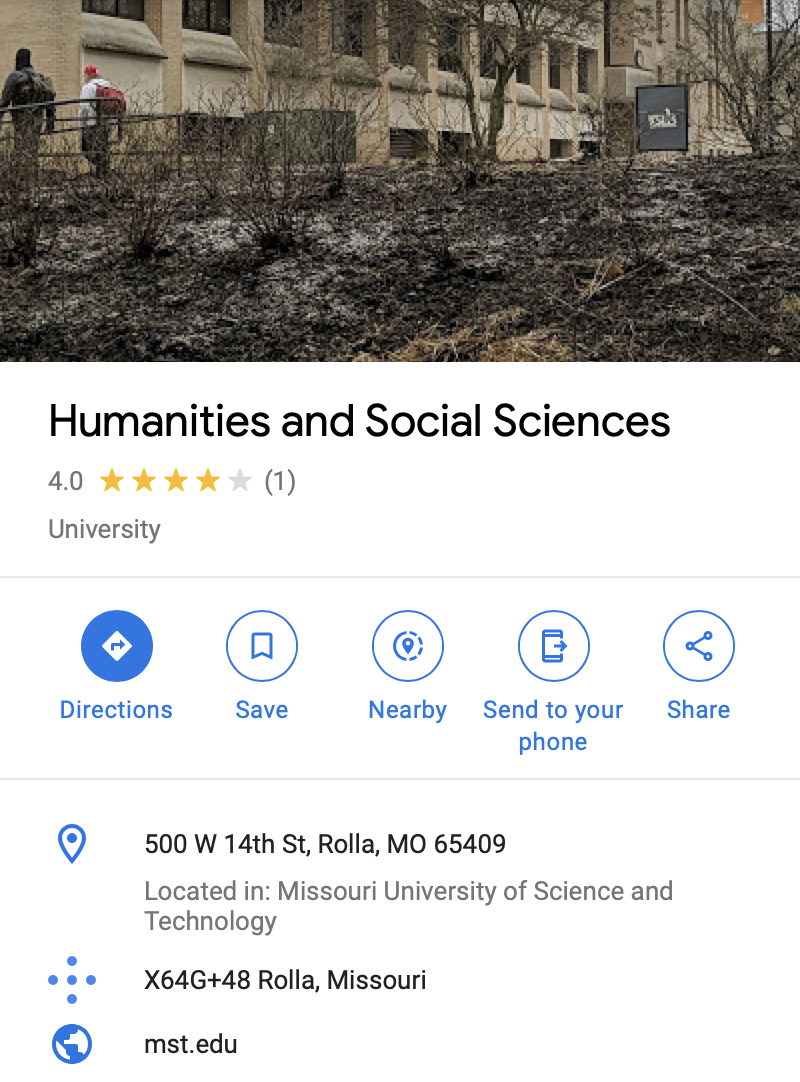 Humanities and Social Sciences
4.0 (1)
University
Directions
Save
Nearby
Send to your
phone
Share
500 W 14th St, Rolla, MO 65409
Located in: Missouri University of Science and
Technology
X64G+48 Rolla, Missouri
mst.edu